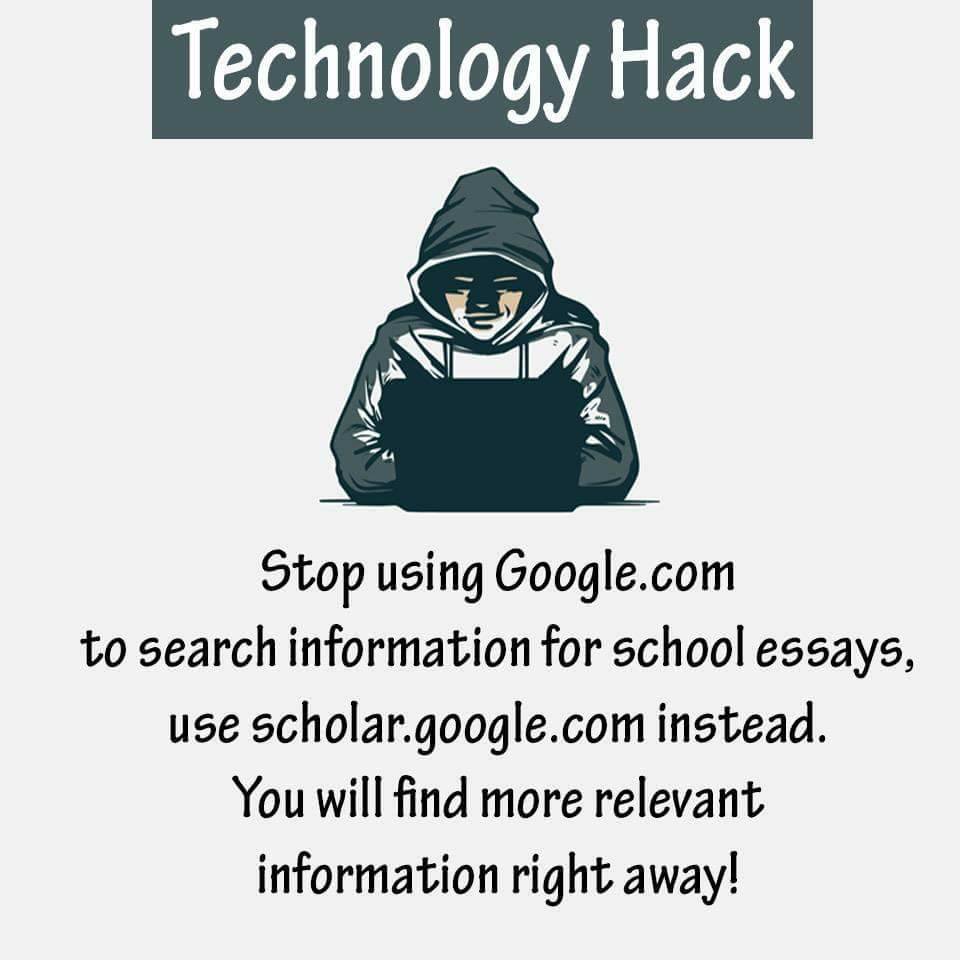 Technology Hack
Stop using Google.com
to search information for school essays,
use scholar.google.com instead.
You will find more relevant
information right away!